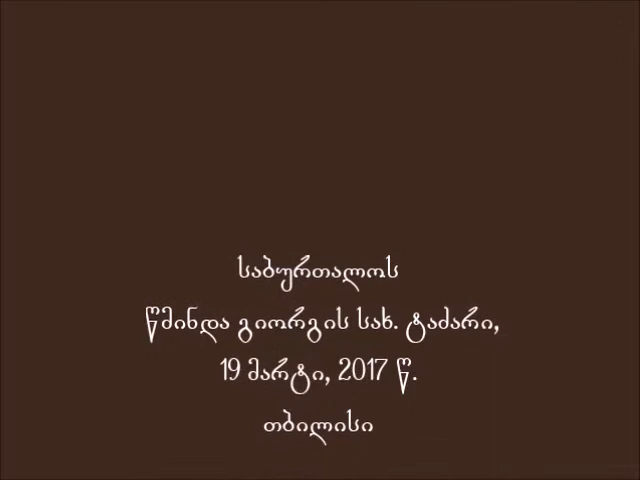 საბურთალოს
წმინდა გიორგის სახ. ტაძარი,
19 მარტი, 2017 წ.
თბილისი